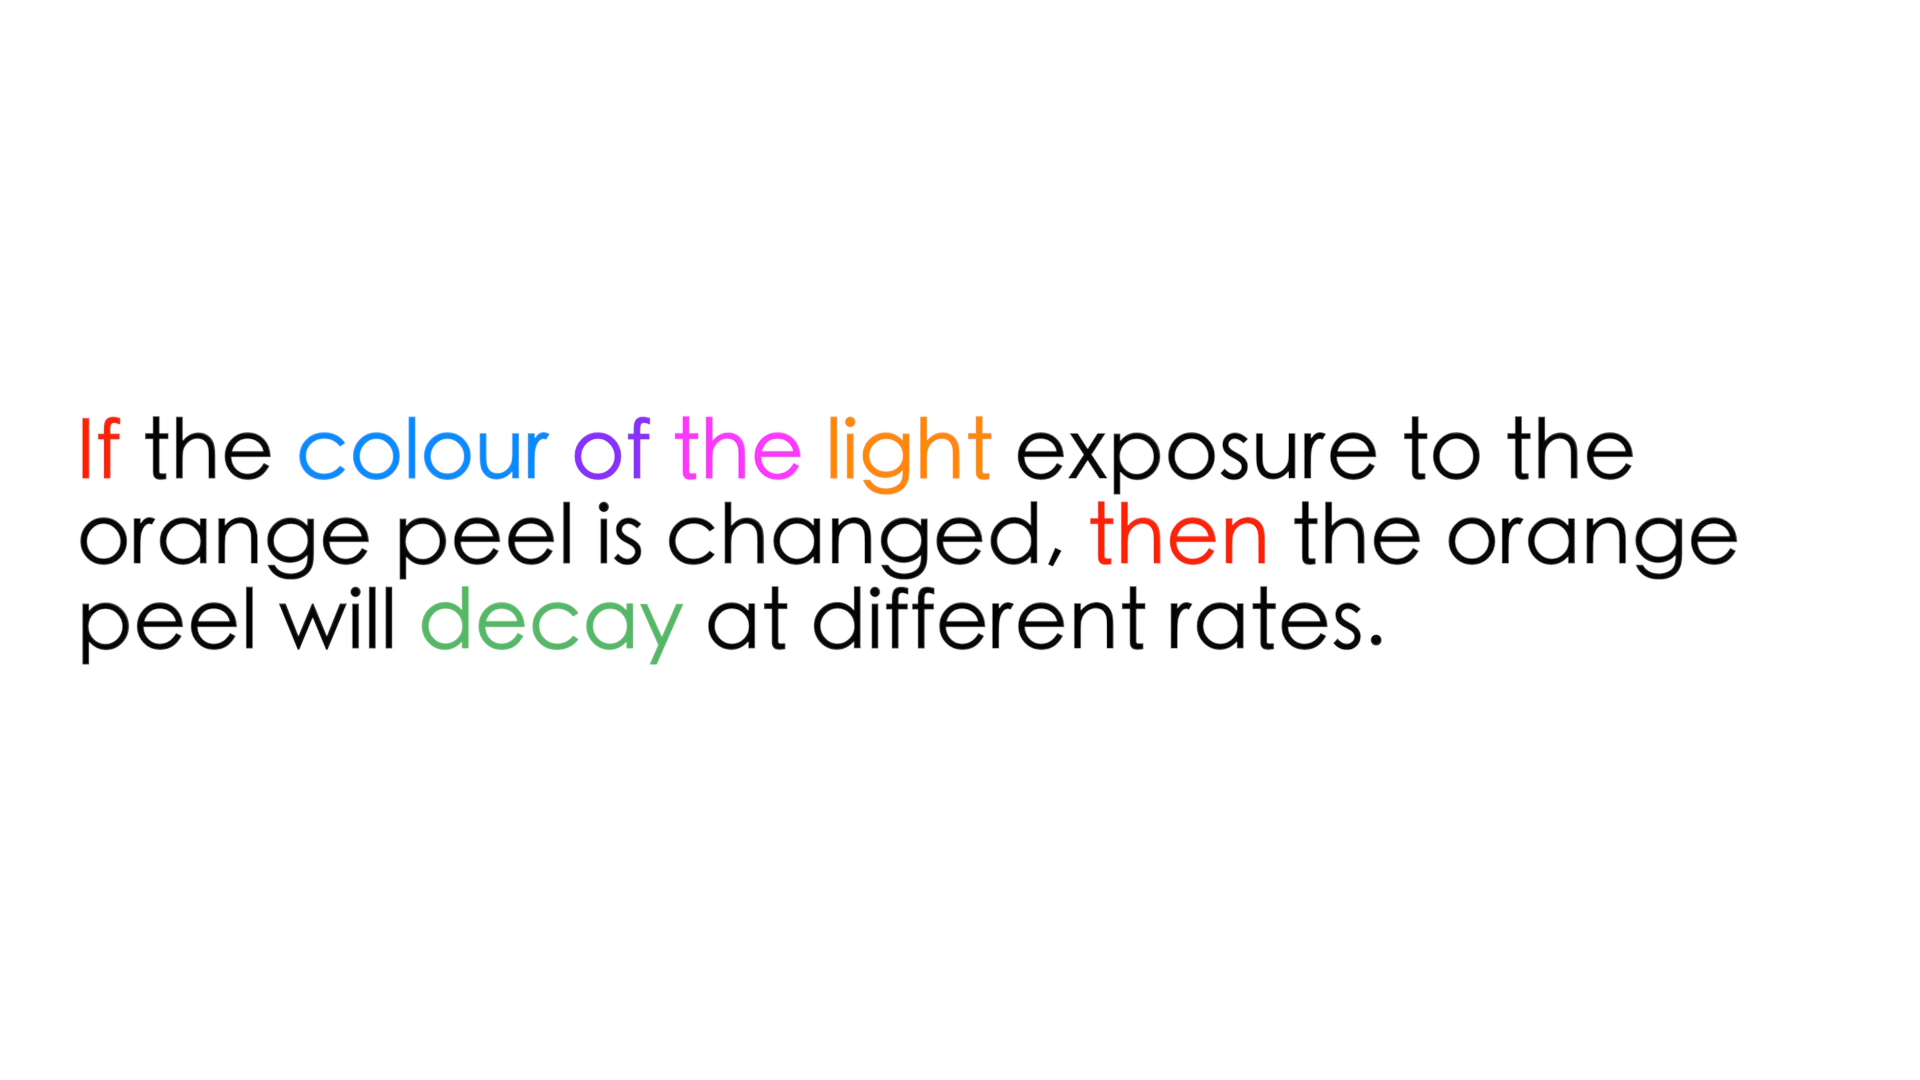 If the colour of the light exposure to the
orange peel is changed, then the orange
peel will decay at different rates.